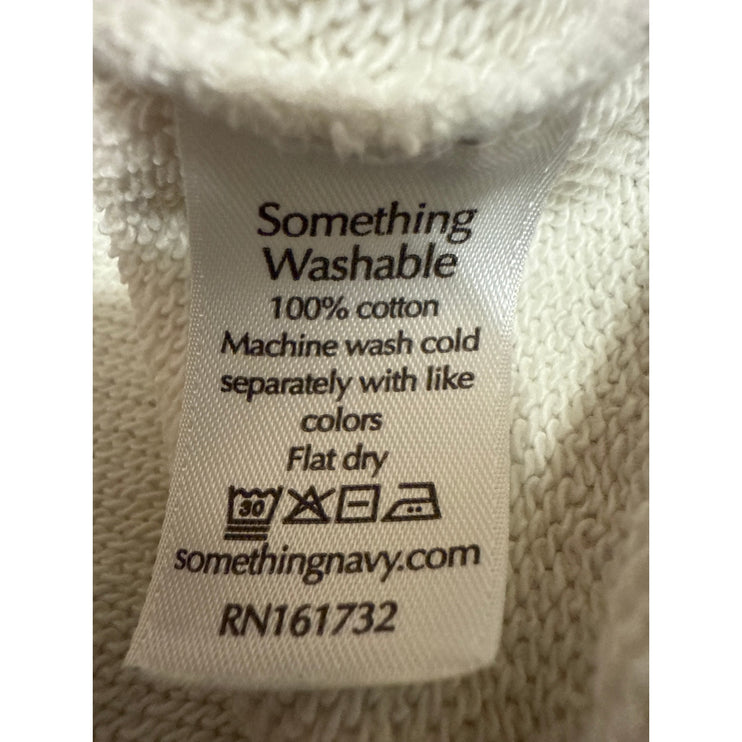 Something
Washable
100% cotton
Machine wash cold
separately with like
colors
Flat dry
30
somethingnavy.com
RN161732